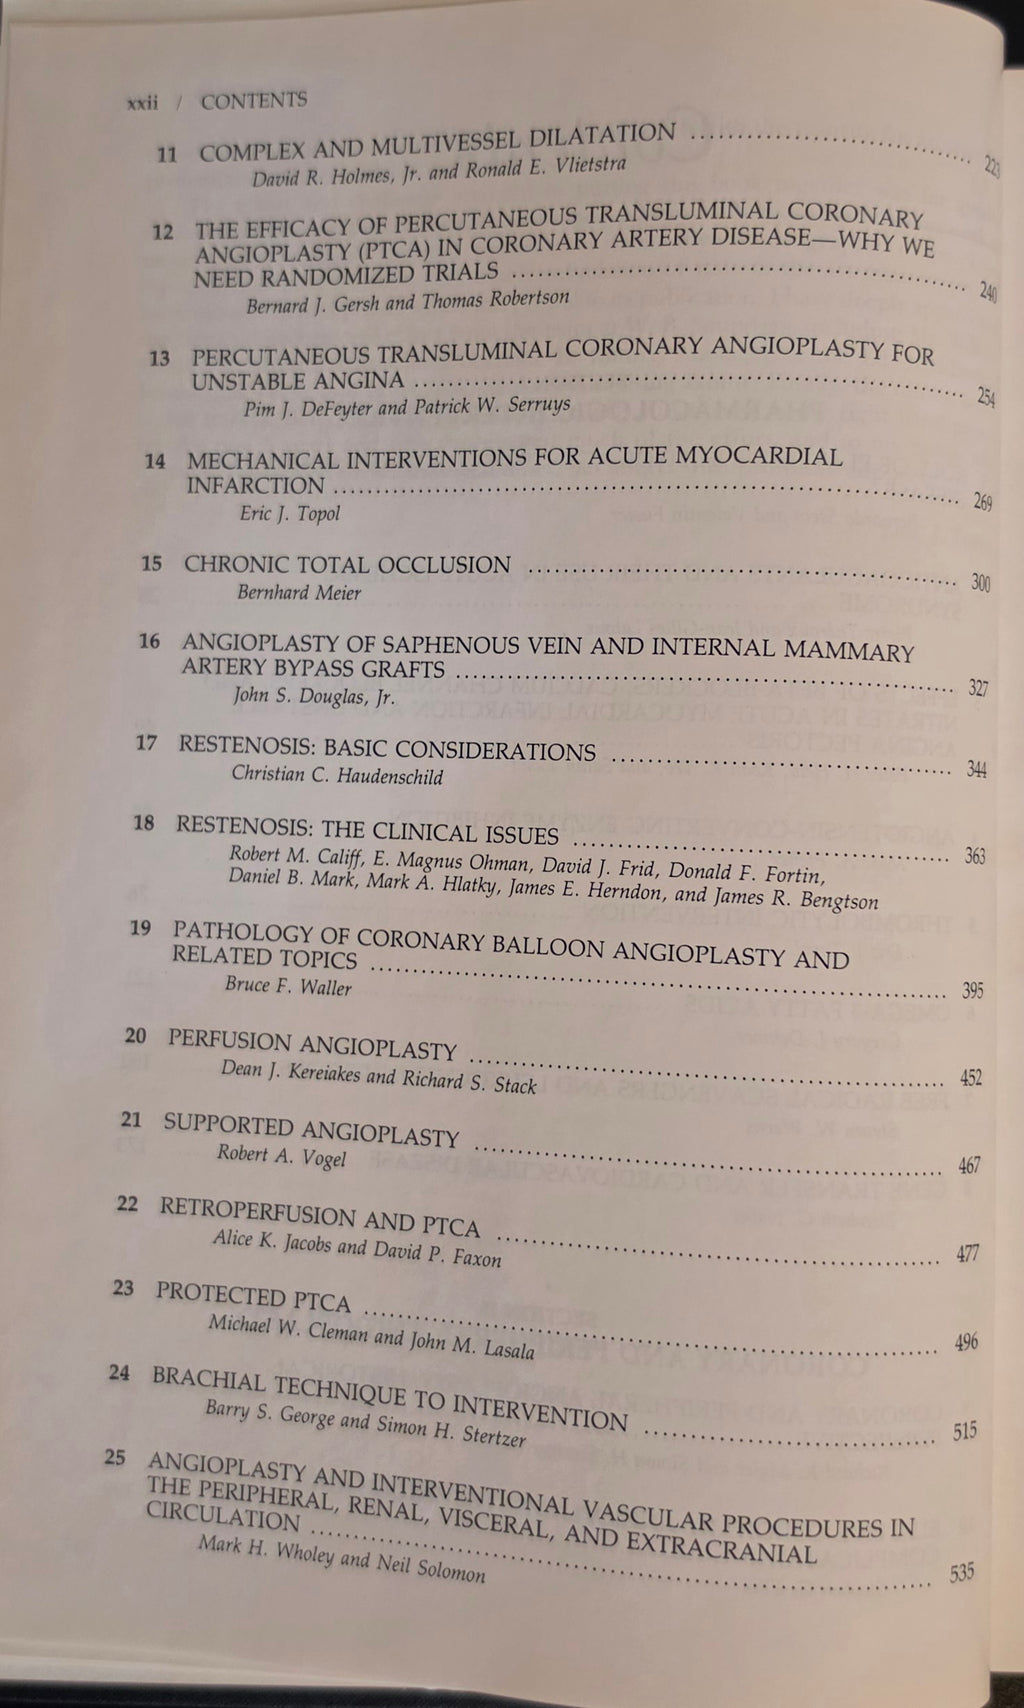 xxii / CONTENTS
11 COMPLEX AND MULTIVESSEL DILATATION 223
David R. Holmes, Jr. and Ronald E. Vlietstra
12 THE EFFICACY OF PERCUTANEOUS TRANSLUMINAL CORONARY
ANGIOPLASTY (PTCA) IN CORONARY ARTERY DISEASE—WHY WE
NEED RANDOMIZED TRIALS 240
Bernard J. Gersh and Thomas Robertson
13 PERCUTANEOUS TRANSLUMINAL CORONARY ANGIOPLASTY FOR
UNSTABLE ANGINA 254
Pim J. DeFeyter and Patrick W. Serruys
14 MECHANICAL INTERVENTIONS FOR ACUTE MYOCARDIAL
INFARCTION 269
Eric J. Topol
15 CHRONIC TOTAL OCCLUSION 300
Bernhard Meier
16 ANGIOPLASTY OF SAPHENOUS VEIN AND INTERNAL MAMMARY
ARTERY BYPASS GRAFTS 327
John S. Douglas, Jr.
17 RESTENOSIS: BASIC CONSIDERATIONS 344
Christian C. Haudenschild
18 RESTENOSIS: THE CLINICAL ISSUES 363
Robert M. Califf, E. Magnus Ohman, David J. Frid, Donald F. Fortin,
Daniel B. Mark, Mark A. Hlatky, James E. Herndon, and James R. Bengtson
19 PATHOLOGY OF CORONARY BALLOON ANGIOPLASTY AND
RELATED TOPICS 395
Bruce F. Waller
20 PERFUSION ANGIOPLASTY 452
Dean J. Kereiakes and Richard S. Stack
21 SUPPORTED ANGIOPLASTY 467
Robert A. Vogel
22 RETROPERFUSION AND PTCA 477
Alice K. Jacobs and David P. Faxon
23 PROTECTED PTCA 496
Michael W. Cleman and John M. Lasala
24 BRACHIAL TECHNIQUE TO INTERVENTION 515
Barry S. George and Simon H. Stertzer
25 ANGIOPLASTY AND INTERVENTIONAL VASCULAR PROCEDURES IN
THE PERIPHERAL, RENAL, VISCERAL, AND EXTRACRANIAL
CIRCULATION 535
Mark H. Wholey and Neil Solomon